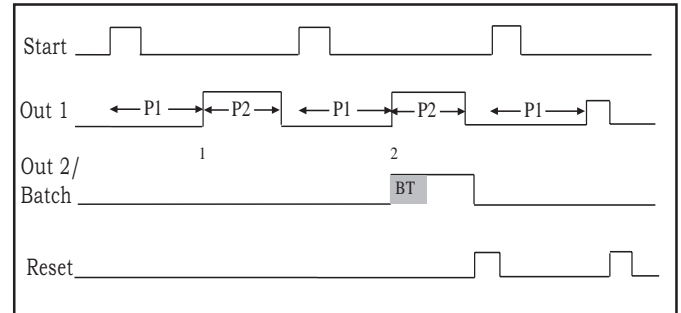 Start
Out 1 P1 P2 P1 P2 P1
1 2
Out 2/
Batch BT
Reset